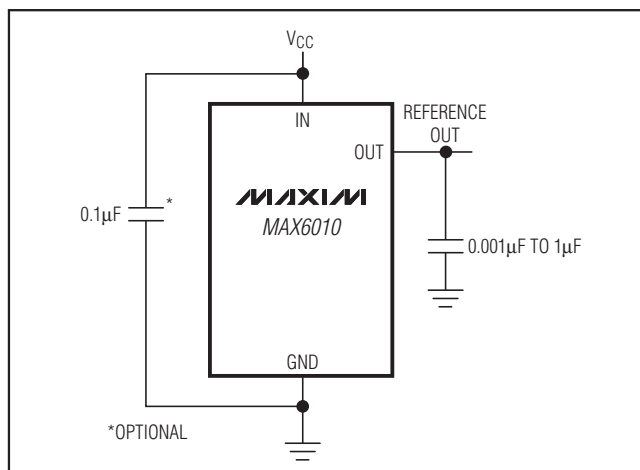 VCC
IN
REFERENCE
OUT
OUT
MAXIM
MAX6010
0.1µF
*
0.001µF TO 1µF
GND
*OPTIONAL